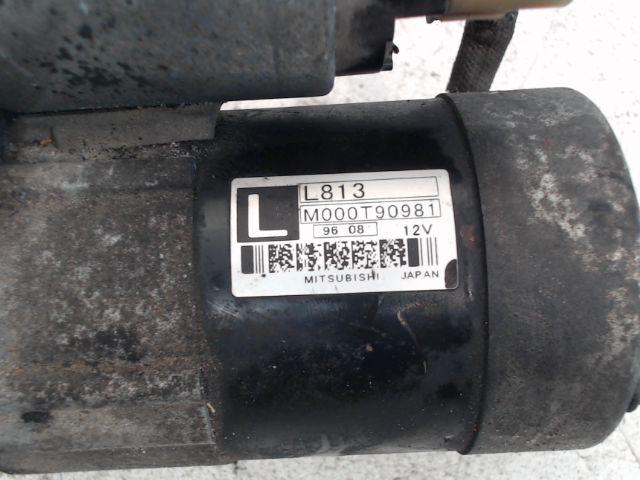 L
L813
M000T90981
96 08 12V
MITSUBISHI JAPAN